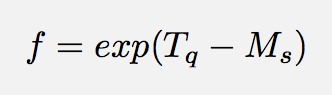 f = exp(T_q − M_s)